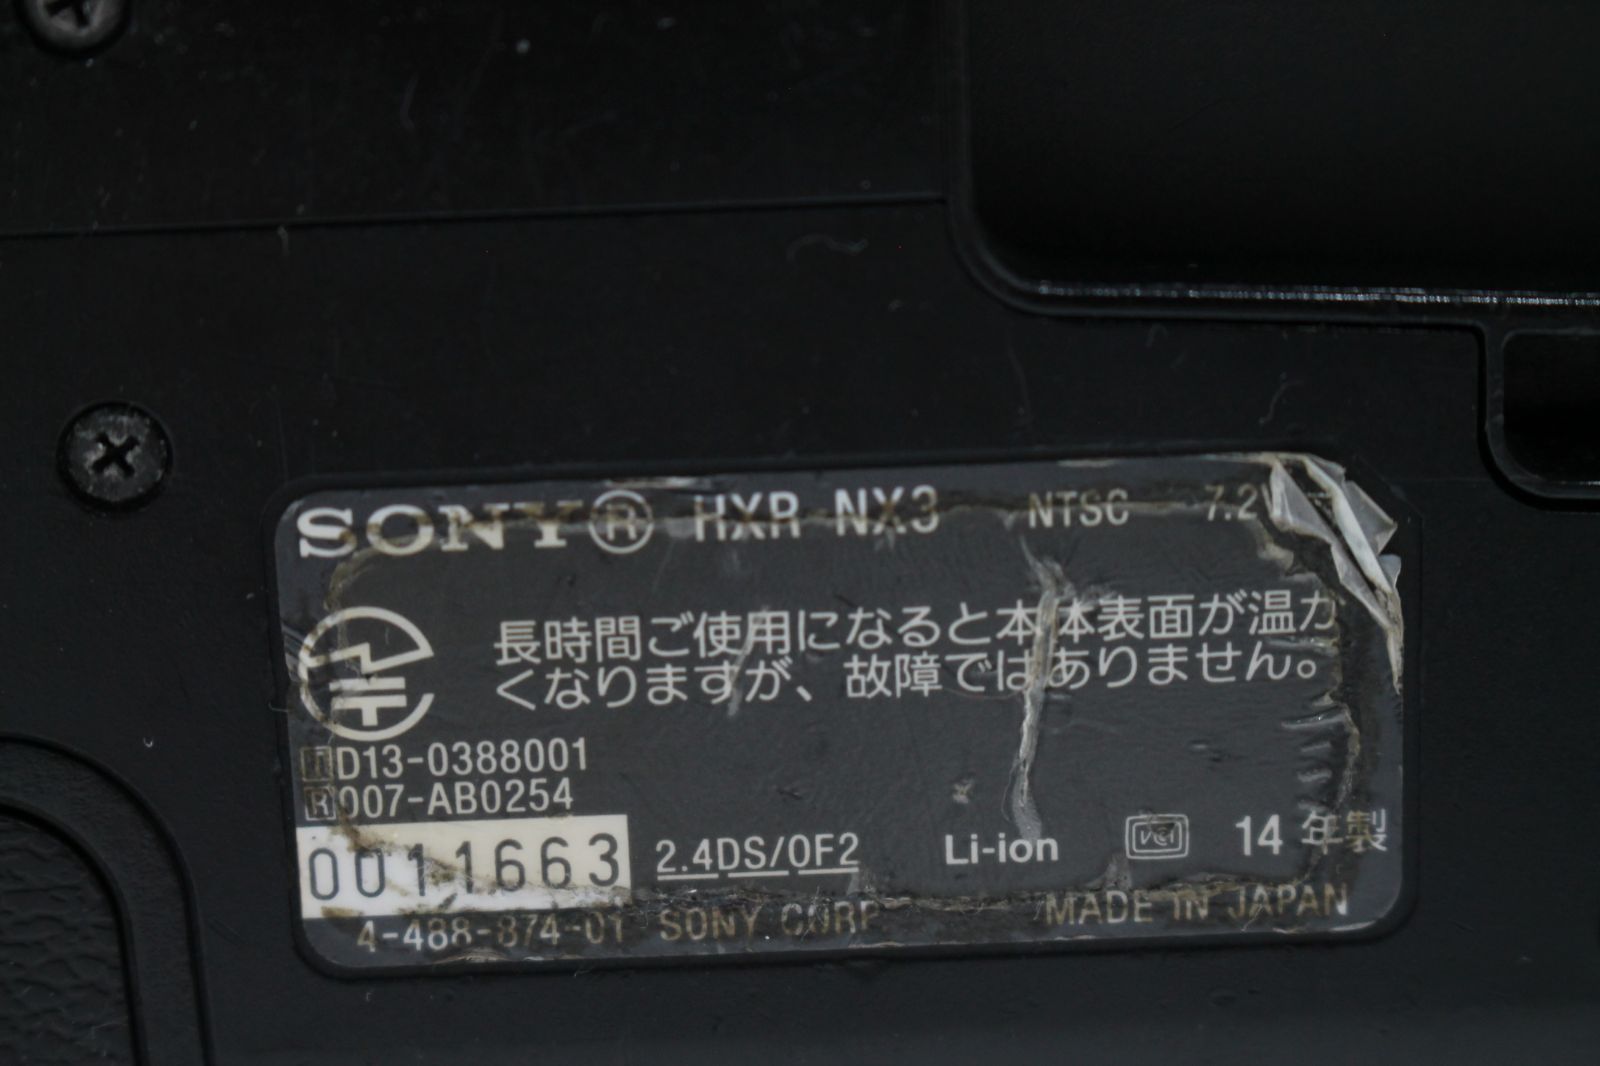 SONY® HXR-NX3 NTSC 7.2V
長時間ご使用になると本体表面が温か
くなりますが、故障ではありません。
T D13-0388001
R 007-AB0254
0011663 2.4DS/OF2 Li-ion VCCI 14年製
4-488-874-01 SONY CORP. MADE IN JAPAN